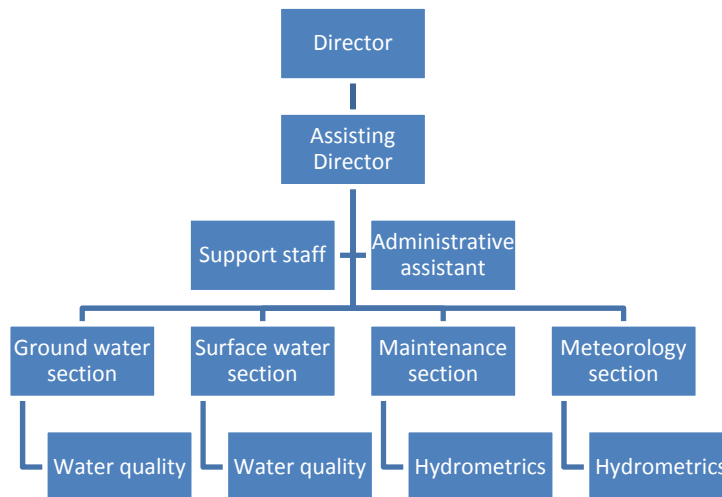 Director
Assisting
Director
Support staff
Administrative
assistant
Ground water
section
Surface water
section
Maintenance
section
Meteorology
section
Water quality
Water quality
Hydrometrics
Hydrometrics